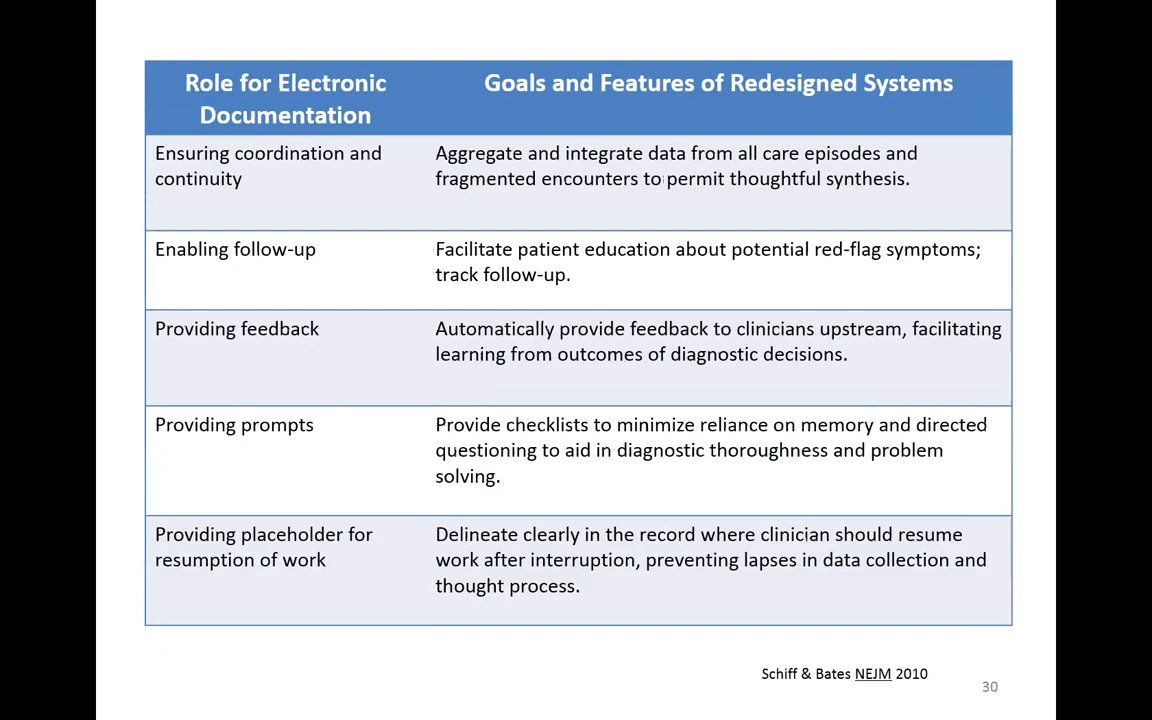 Role for Electronic
Documentation
Goals and Features of Redesigned Systems
Ensuring coordination and
continuity
Aggregate and integrate data from all care episodes and
fragmented encounters to permit thoughtful synthesis.
Enabling follow-up
Facilitate patient education about potential red-flag symptoms;
track follow-up.
Providing feedback
Automatically provide feedback to clinicians upstream, facilitating
learning from outcomes of diagnostic decisions.
Providing prompts
Provide checklists to minimize reliance on memory and directed
questioning to aid in diagnostic thoroughness and problem
solving.
Providing placeholder for
resumption of work
Delineate clearly in the record where clinician should resume
work after interruption, preventing lapses in data collection and
thought process.
Schiff & Bates NEJM 2010
30